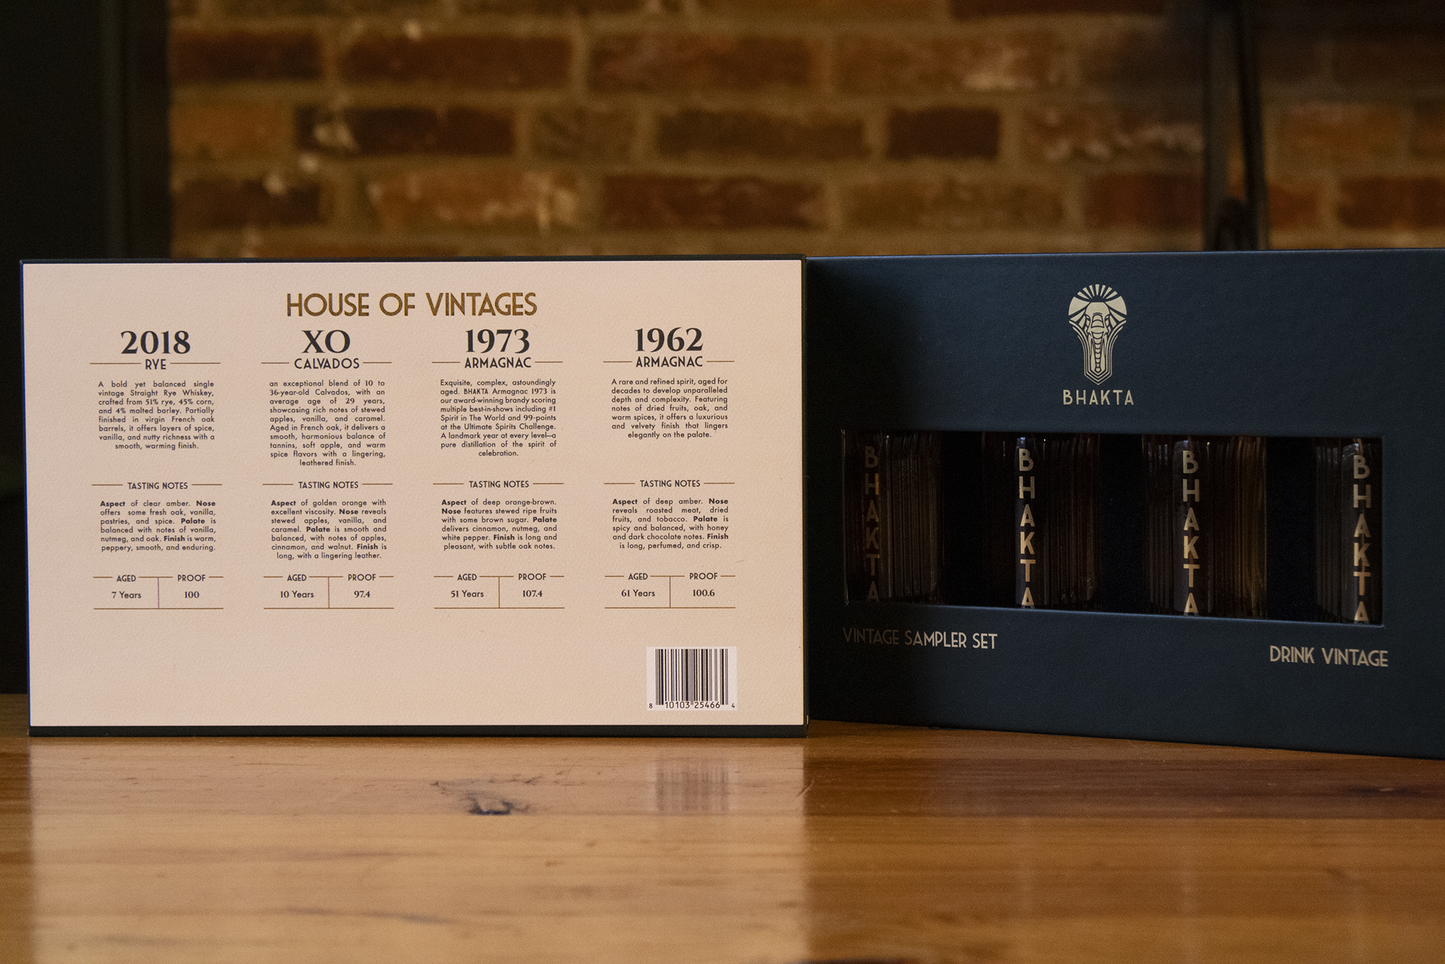 HOUSE OF VINTAGES
2018
RYE
A bold yet balanced single
vintage Straight Rye Whiskey,
crafted from 51% rye, 45% corn,
and 4% malted barley. Partially
finished in virgin French oak
barrels, it offers layers of spice,
vanilla, and nutty richness with a
smooth, warming finish.
TASTING NOTES
Aspect of clear amber. Nose
offers some fresh oak, vanilla,
pastries, and spice. Palate is
balanced with notes of vanilla,
nutmeg, and oak. Finish is warm,
peppery, smooth, and enduring.
AGED PROOF
7 Years 100
XO
CALVADOS
an exceptional blend of 10 to
36-year-old Calvados, with an
average age of 29 years,
showcasing rich notes of stewed
apples, vanilla, and caramel.
Aged in French oak, it delivers a
smooth, harmonious balance of
tannins, soft apple, and warm
spice flavors with a lingering,
leathered finish.
TASTING NOTES
Aspect of golden orange with
excellent viscosity. Nose reveals
stewed apples, vanilla, and
caramel. Palate is smooth and
balanced, with notes of apples,
cinnamon, and walnut. Finish is
long, with a lingering leather.
AGED PROOF
10 Years 97.4
1973
ARMAGNAC
Exquisite, complex, astoundingly
aged. BHAKTA Armagnac 1973 is
our award-winning brandy scoring
multiple best-in-shows including #1
Spirit in The World and 99-points
at the Ultimate Spirits Challenge.
A landmark year at every level—a
pure distillation of the spirit of
celebration.
TASTING NOTES
Aspect of deep orange-brown.
Nose features stewed ripe fruits
with some brown sugar. Palate
delivers cinnamon, nutmeg, and
white pepper. Finish is long and
pleasant, with subtle oak notes.
AGED PROOF
51 Years 107.4
1962
ARMAGNAC
A rare and refined spirit, aged for
decades to develop unparalleled
depth and complexity. Featuring
notes of dried fruits, oak, and
warm spices, it offers a luxurious
and velvety finish that lingers
elegantly on the palate.
TASTING NOTES
Aspect of deep amber. Nose
reveals roasted meat, dried
fruits, and tobacco. Palate is
spicy and balanced, with honey
and dark chocolate notes. Finish
is long, perfumed, and crisp.
AGED PROOF
61 Years 100.6
8 10103 25466 4
BHAKTA
BHAKTA
BHAKTA
BHAKTA
BHAKTA
VINTAGE SAMPLER SET
DRINK VINTAGE